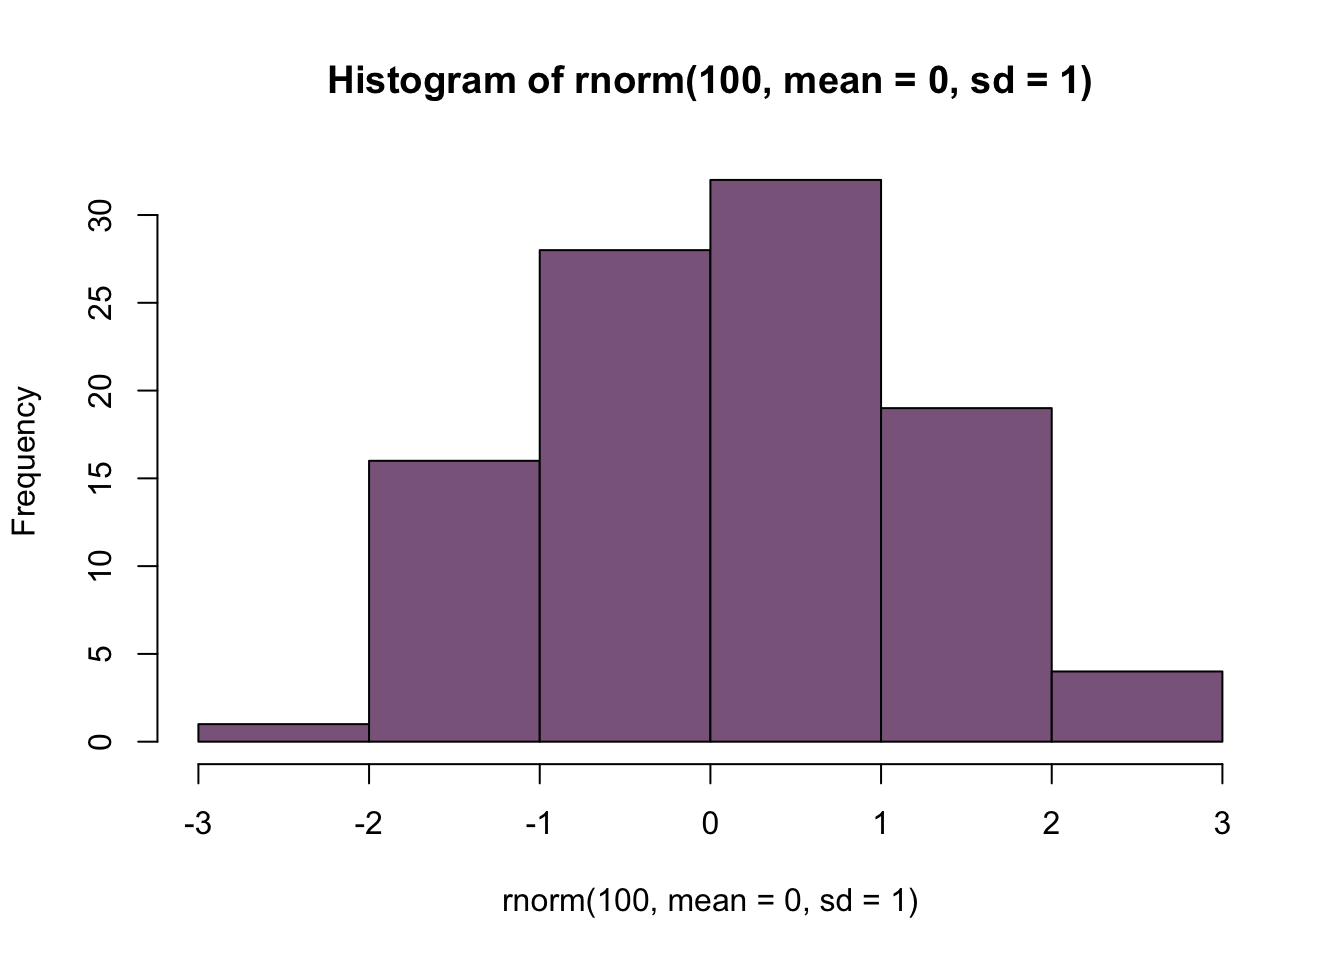 Histogram of rnorm(100, mean = 0, sd = 1)
Frequency
30
25
20
15
10
5
0
-3 -2 -1 0 1 2 3
rnorm(100, mean = 0, sd = 1)